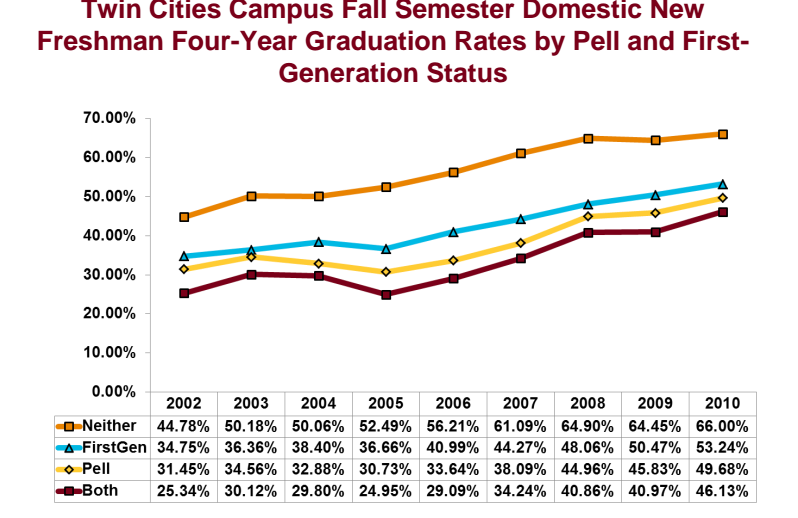 Twin Cities Campus Fall Semester Domestic New
Freshman Four-Year Graduation Rates by Pell and First-
Generation Status
70.00%
60.00%
50.00%
40.00%
30.00%
20.00%
10.00%
0.00%
2002 2003 2004 2005 2006 2007 2008 2009 2010
Neither 44.78% 50.18% 50.06% 52.49% 56.21% 61.09% 64.90% 64.45% 66.00%
FirstGen 34.75% 36.36% 38.40% 36.66% 40.99% 44.27% 48.06% 50.47% 53.24%
Pell 31.45% 34.56% 32.88% 30.73% 33.64% 38.09% 44.96% 45.83% 49.68%
Both 25.34% 30.12% 29.80% 24.95% 29.09% 34.24% 40.86% 40.97% 46.13%